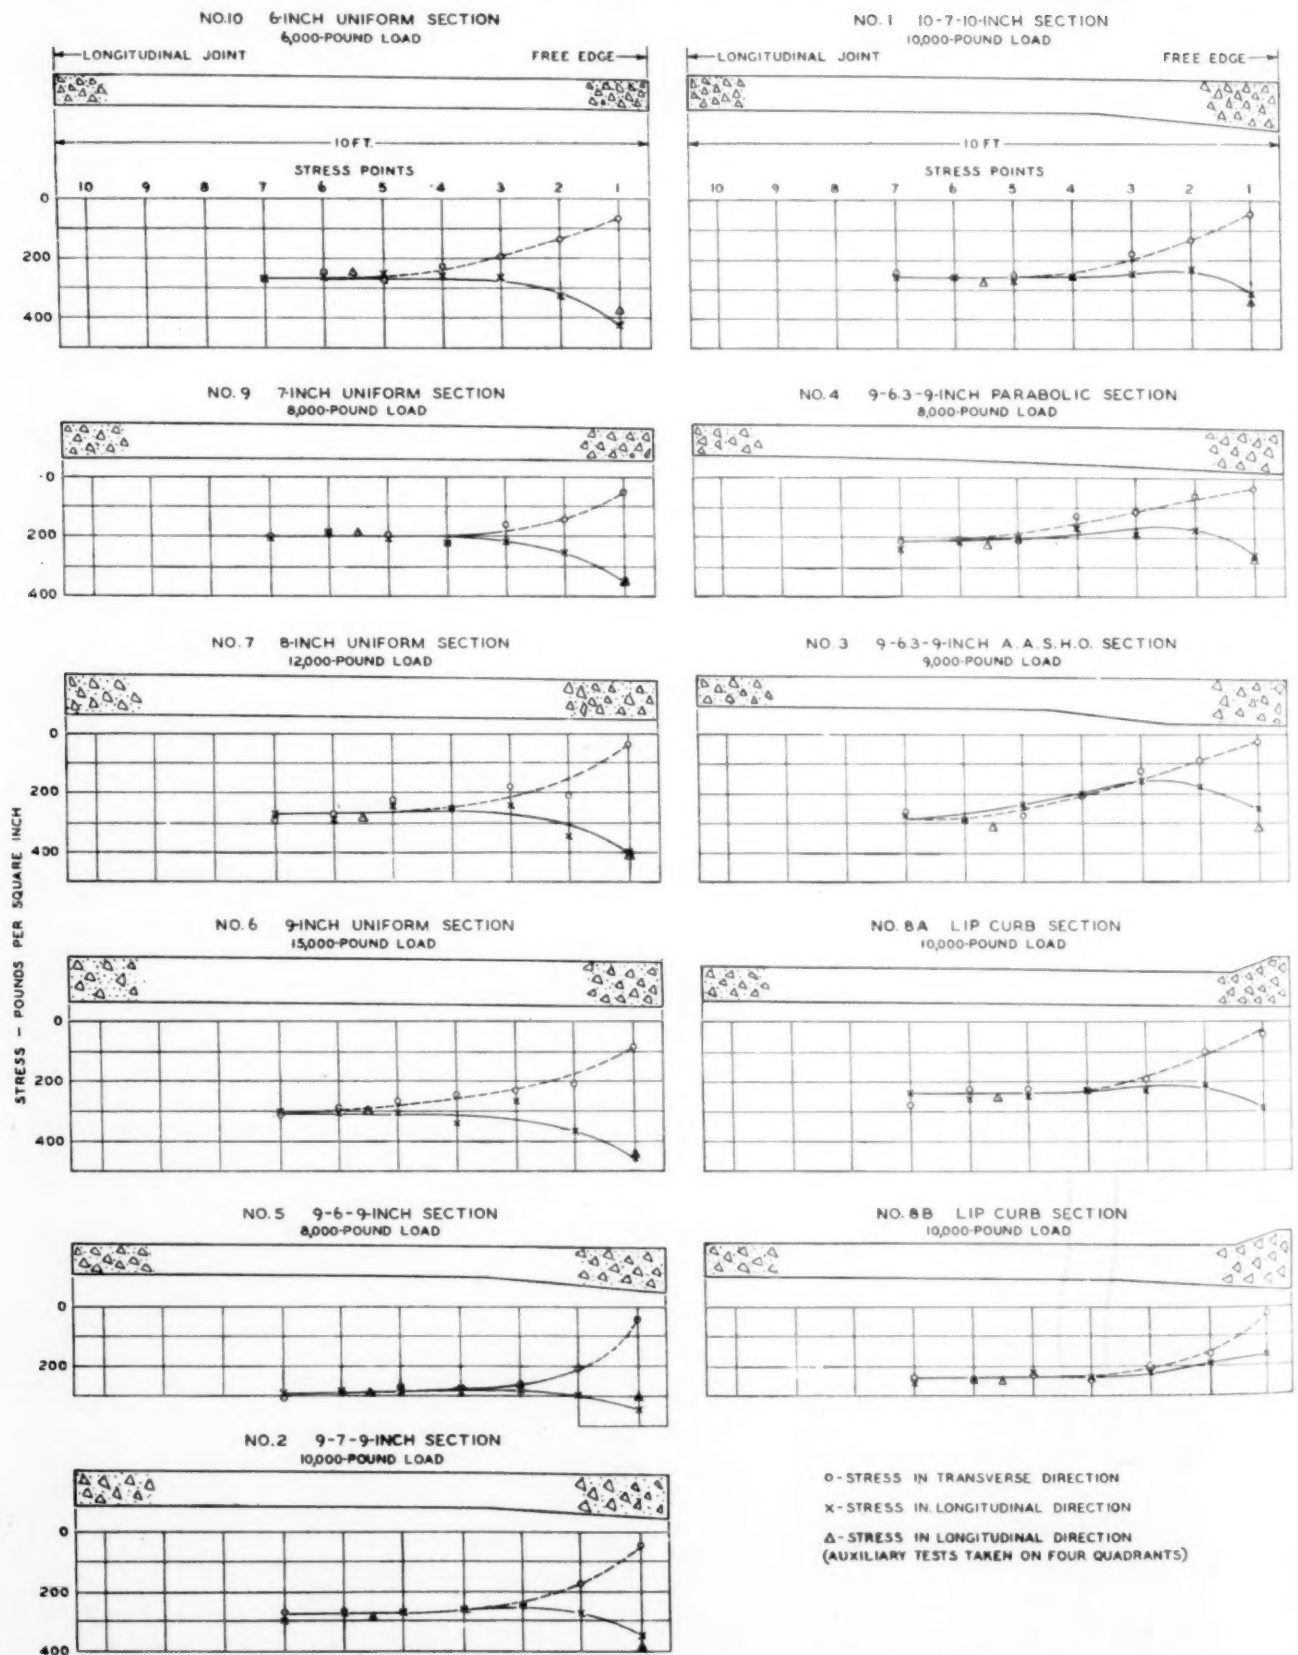 NO.10 6-INCH UNIFORM SECTION
6,000-POUND LOAD
LONGITUDINAL JOINT FREE EDGE
10 FT.
STRESS POINTS
10 9 8 7 6 5 4 3 2 1
0
200
400
NO. 9 7-INCH UNIFORM SECTION
8,000-POUND LOAD
0
200
400
NO. 7 8-INCH UNIFORM SECTION
12,000-POUND LOAD
0
200
400
NO. 6 9-INCH UNIFORM SECTION
15,000-POUND LOAD
0
200
400
NO. 5 9-6-9-INCH SECTION
8,000-POUND LOAD
0
200
NO. 2 9-7-9-INCH SECTION
10,000-POUND LOAD
0
200
400
STRESS - POUNDS PER SQUARE INCH
NO. 1 10-7-10-INCH SECTION
10,000-POUND LOAD
LONGITUDINAL JOINT FREE EDGE
10 FT
STRESS POINTS
10 9 8 7 6 5 4 3 2 1
NO. 4 9-6.3-9-INCH PARABOLIC SECTION
8,000-POUND LOAD
NO. 3 9-6.3-9-INCH A.A.S.H.O. SECTION
9,000-POUND LOAD
NO. 8A LIP CURB SECTION
10,000-POUND LOAD
NO. 8B LIP CURB SECTION
10,000-POUND LOAD
o-STRESS IN TRANSVERSE DIRECTION
x-STRESS IN LONGITUDINAL DIRECTION
Δ-STRESS IN LONGITUDINAL DIRECTION
(AUXILIARY TESTS TAKEN ON FOUR QUADRANTS)